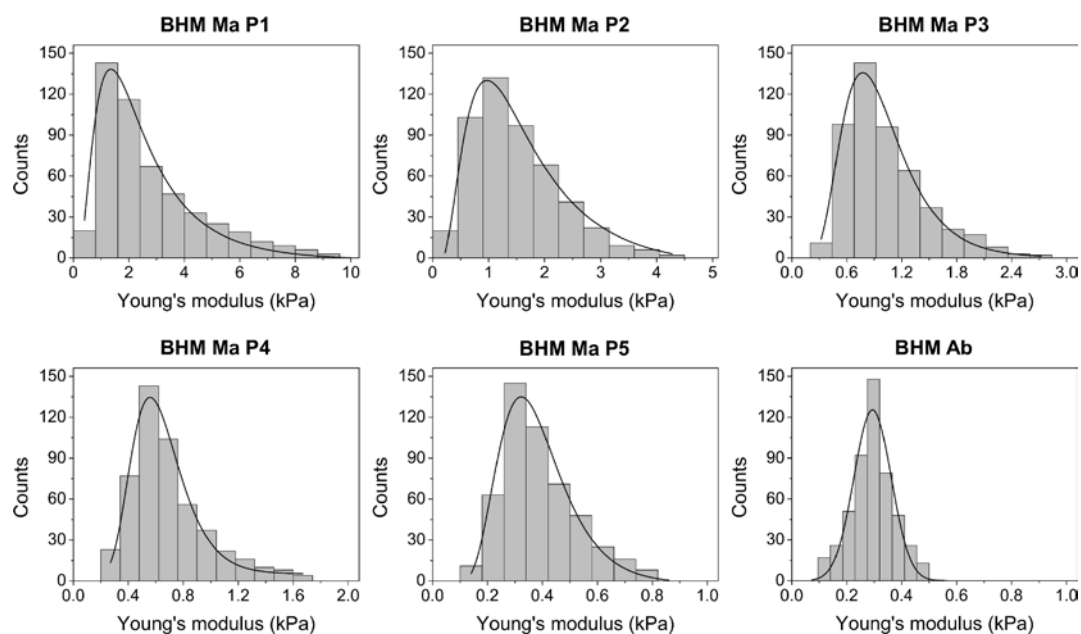 BHM Ma P1
150
120
90
60
30
0
Counts
0 2 4 6 8 10
Young's modulus (kPa)
BHM Ma P2
150
120
90
60
30
0
Counts
0 1 2 3 4 5
Young's modulus (kPa)
BHM Ma P3
150
120
90
60
30
0
Counts
0.0 0.6 1.2 1.8 2.4 3.0
Young's modulus (kPa)
BHM Ma P4
150
120
90
60
30
0
Counts
0.0 0.4 0.8 1.2 1.6 2.0
Young's modulus (kPa)
BHM Ma P5
150
120
90
60
30
0
Counts
0.0 0.2 0.4 0.6 0.8 1.0
Young's modulus (kPa)
BHM Ab
150
120
90
60
30
0
Counts
0.0 0.2 0.4 0.6 0.8 1.0
Young's modulus (kPa)